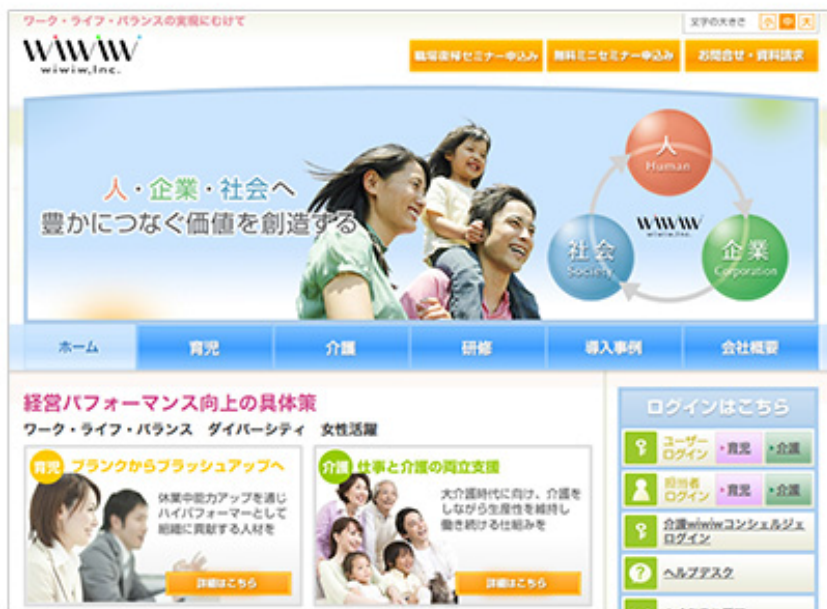 ワーク・ライフ・バランスの実現にむけて
文字の大きさ 小 中 大
wiwiw
wiwiw,Inc.
職場復帰セミナー申込み 無料ミニセミナー申込み お問合せ・資料請求
人・企業・社会へ
豊かにつなぐ価値を創造する
人
Human
社会
Society
wiwiw
wiwiw,Inc.
企業
Corporation
ホーム 育児 介護 研修 導入事例 会社概要
経営パフォーマンス向上の具体策
ワーク・ライフ・バランス ダイバーシティ 女性活躍
育児 ブランクからブラッシュアップへ
休業中能力アップを通じ
ハイパフォーマーとして
組織に貢献する人材を
詳細はこちら
介護 仕事と介護の両立支援
大介護時代に向け、介護を
しながら生産性を維持し
働き続ける仕組みを
詳細はこちら
ログインはこちら
ユーザー
ログイン 育児 介護
担当者
ログイン 育児 介護
介護wiwiwコンシェルジェ
ログイン
ヘルプデスク